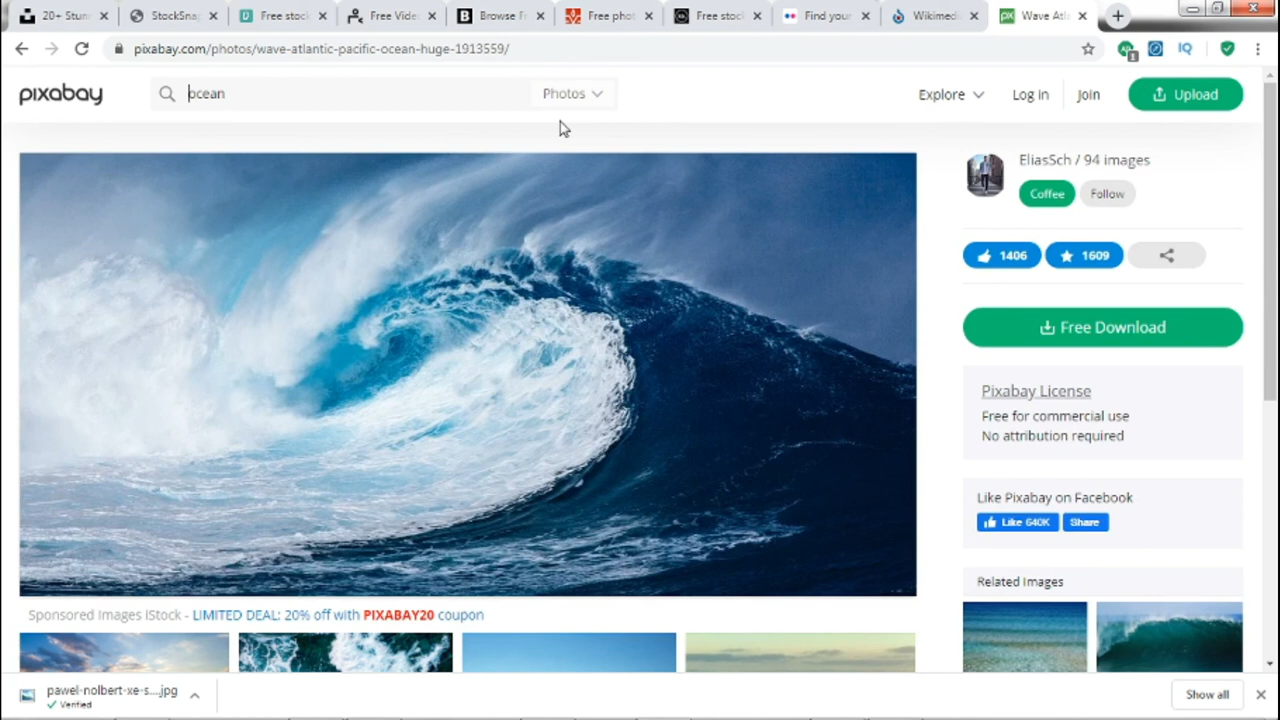 20+ Stun
StockSna
Free stock
Free Vide
Browse F
Free phot
Free stoc
Find your
Wikimedi
Wave Atl
pixabay.com/photos/wave-atlantic-pacific-ocean-huge-1913559/
1
IQ
pixabay
ocean
Photos
Explore
Log in
Join
Upload
EliasSch / 94 images
Coffee
Follow
1406
1609
Free Download
Pixabay License
Free for commercial use
No attribution required
Like Pixabay on Facebook
Like 640K
Share
Related Images
Sponsored Images iStock - LIMITED DEAL: 20% off with PIXABAY20 coupon
pawel-nolbert-xe-s....jpg
Verified
Show all